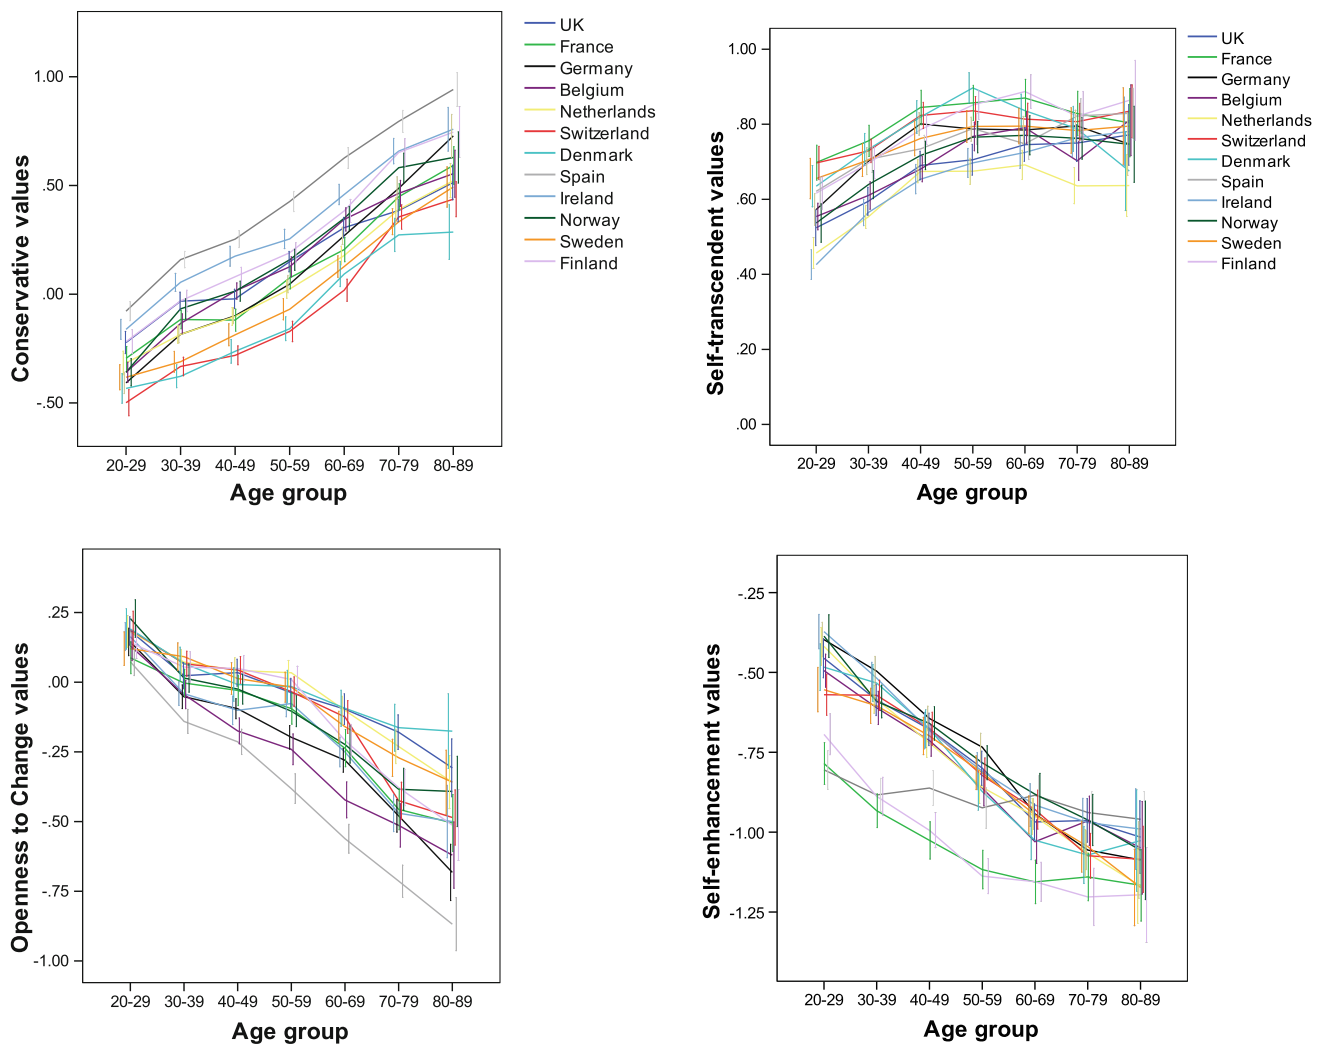 Conservative values
1.00
.50
.00
-.50
20-29 30-39 40-49 50-59 60-69 70-79 80-89
Age group
UK
France
Germany
Belgium
Netherlands
Switzerland
Denmark
Spain
Ireland
Norway
Sweden
Finland
Self-transcendent values
1.00
.80
.60
.40
.20
.00
20-29 30-39 40-49 50-59 60-69 70-79 80-89
Age group
UK
France
Germany
Belgium
Netherlands
Switzerland
Denmark
Spain
Ireland
Norway
Sweden
Finland
Openness to Change values
.25
.00
-.25
-.50
-.75
-1.00
20-29 30-39 40-49 50-59 60-69 70-79 80-89
Age group
Self-enhancement values
-.25
-.50
-.75
-1.00
-1.25
20-29 30-39 40-49 50-59 60-69 70-79 80-89
Age group